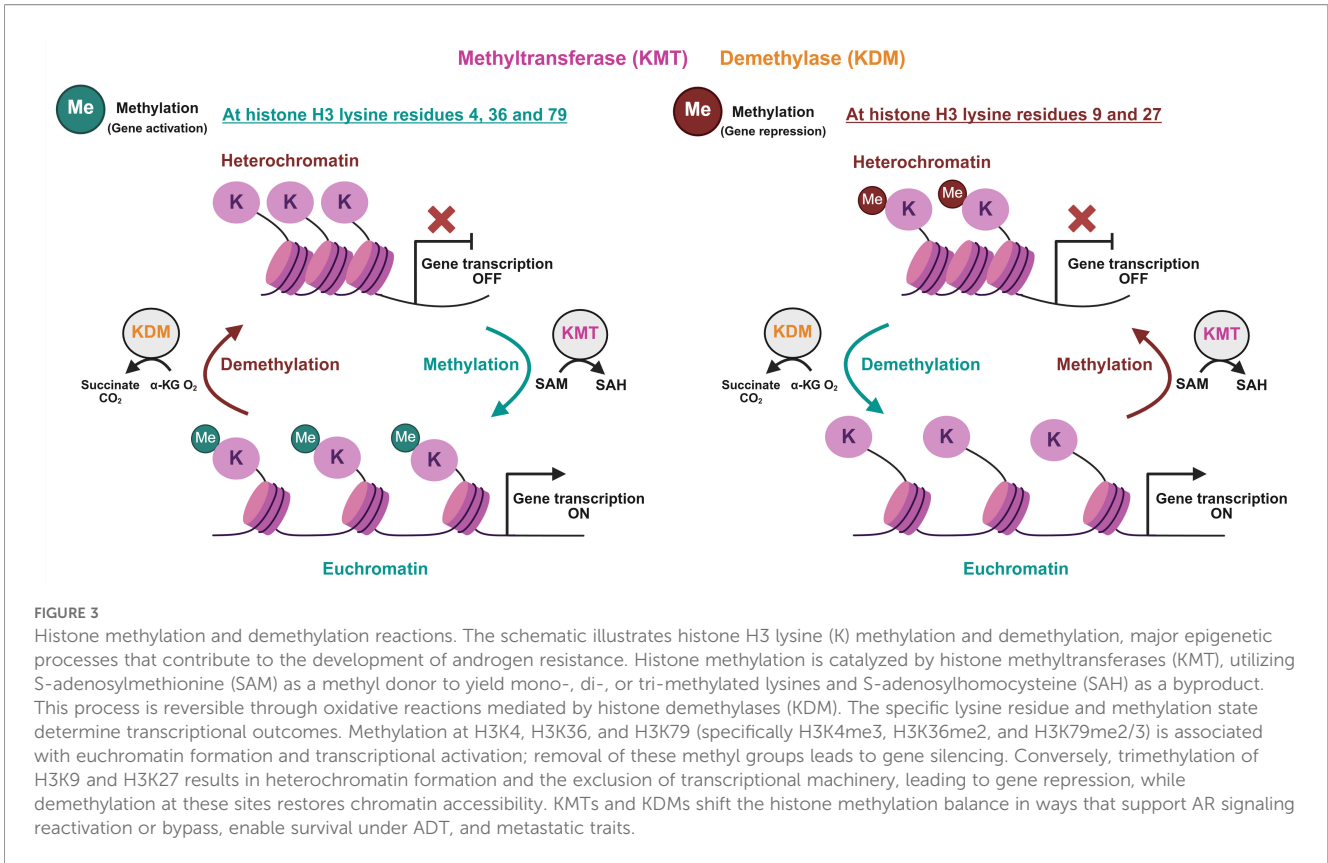 Methyltransferase (KMT) Demethylase (KDM)
Me
Methylation
(Gene activation)
At histone H3 lysine residues 4, 36 and 79
Heterochromatin
K K K
Gene transcription
OFF
KDM
Demethylation
Succinate α-KG O₂
CO₂
Methylation
KMT
SAM SAH
Me Me Me
K K K
Gene transcription
ON
Euchromatin
Me
Methylation
(Gene repression)
At histone H3 lysine residues 9 and 27
Heterochromatin
Me Me
K K
Gene transcription
OFF
KDM
Demethylation
Succinate α-KG O₂
CO₂
Methylation
KMT
SAM SAH
K K K
Gene transcription
ON
Euchromatin
FIGURE 3
Histone methylation and demethylation reactions. The schematic illustrates histone H3 lysine (K) methylation and demethylation, major epigenetic
processes that contribute to the development of androgen resistance. Histone methylation is catalyzed by histone methyltransferases (KMT), utilizing
S-adenosylmethionine (SAM) as a methyl donor to yield mono-, di-, or tri-methylated lysines and S-adenosylhomocysteine (SAH) as a byproduct.
This process is reversible through oxidative reactions mediated by histone demethylases (KDM). The specific lysine residue and methylation state
determine transcriptional outcomes. Methylation at H3K4, H3K36, and H3K79 (specifically H3K4me3, H3K36me2, and H3K79me2/3) is associated
with euchromatin formation and transcriptional activation; removal of these methyl groups leads to gene silencing. Conversely, trimethylation of
H3K9 and H3K27 results in heterochromatin formation and the exclusion of transcriptional machinery, leading to gene repression, while
demethylation at these sites restores chromatin accessibility. KMTs and KDMs shift the histone methylation balance in ways that support AR signaling
reactivation or bypass, enable survival under ADT, and metastatic traits.